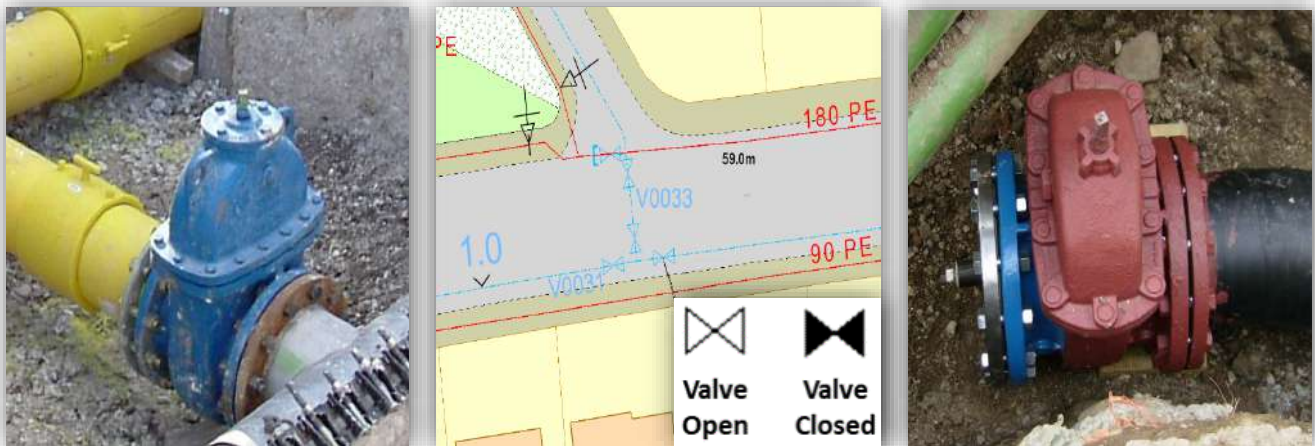 PE
180 PE
59.0m
V0033
1.0
90 PE
V0031
Valve Open
Valve Closed